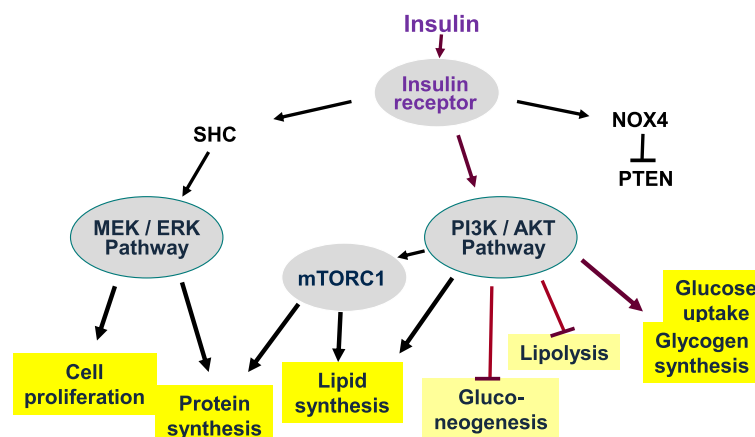 Insulin
Insulin
receptor
NOX4
SHC
PTEN
MEK / ERK
Pathway
PI3K / AKT
Pathway
mTORC1
Glucose
uptake
Glycogen
synthesis
Lipolysis
Cell
proliferation
Protein
synthesis
Lipid
synthesis
Gluco-
neogenesis